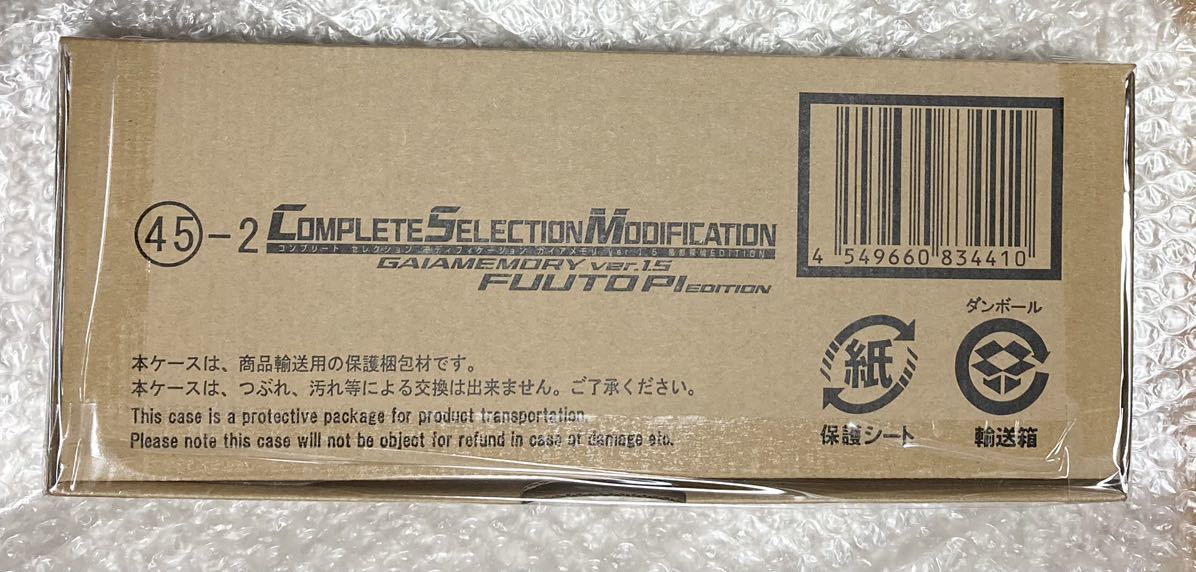 ㊺-2 COMPLETE SELECTION MODIFICATION
コンプリート セレクション モディフィケーション ガイアメモリ Ver.1.5 風都探偵EDITION
GAIAMEMORY ver.1.5
FUUTO PI EDITION
4 549660 834410
ダンボール
紙
保護シート
輸送箱
本ケースは、商品輸送用の保護梱包材です。
本ケースは、つぶれ、汚れ等による交換は出来ません。ご了承ください。
This case is a protective package for product transportation.
Please note this case will not be object for refund in case of damage etc.